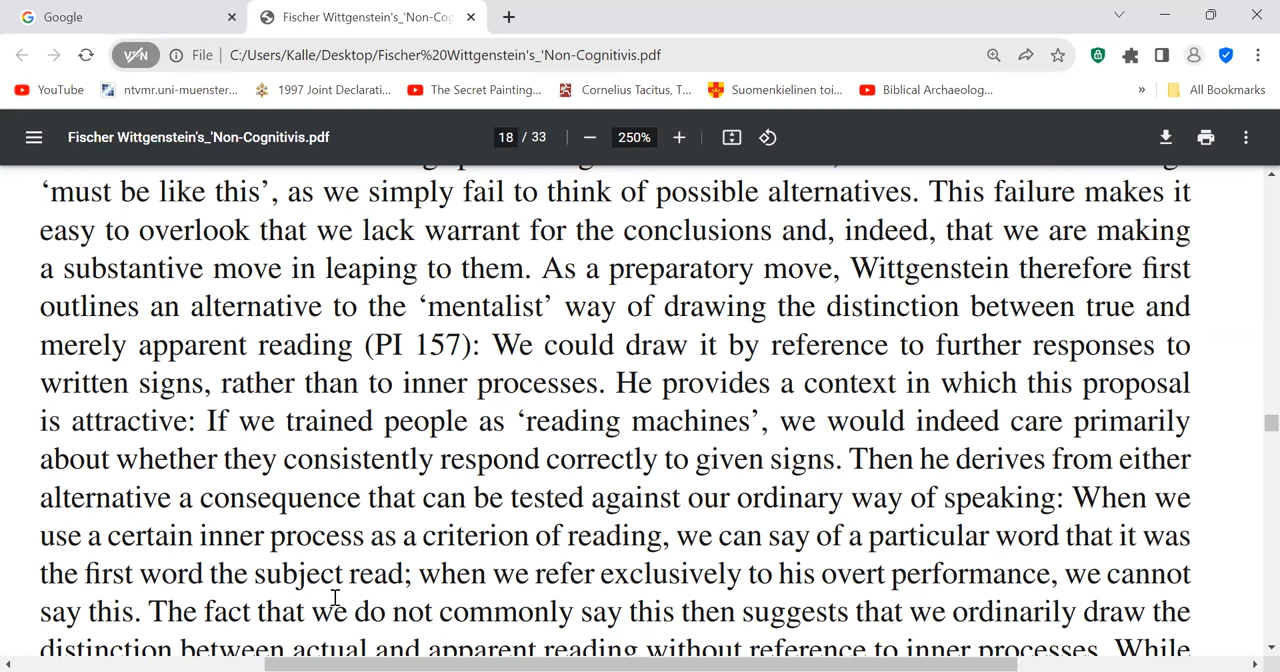 Google
Fischer Wittgenstein's_'Non-Cog
VPN
File
C:/Users/Kalle/Desktop/Fischer%20Wittgenstein's_'Non-Cognitivis.pdf
YouTube
ntvmr.uni-muenster...
1997 Joint Declarati...
The Secret Painting...
Cornelius Tacitus, T...
Suomenkielinen toi...
Biblical Archaeolog...
»
All Bookmarks
Fischer Wittgenstein's_'Non-Cognitivis.pdf
18 / 33
250%
‘must be like this’, as we simply fail to think of possible alternatives. This failure makes it
easy to overlook that we lack warrant for the conclusions and, indeed, that we are making
a substantive move in leaping to them. As a preparatory move, Wittgenstein therefore first
outlines an alternative to the ‘mentalist’ way of drawing the distinction between true and
merely apparent reading (PI 157): We could draw it by reference to further responses to
written signs, rather than to inner processes. He provides a context in which this proposal
is attractive: If we trained people as ‘reading machines’, we would indeed care primarily
about whether they consistently respond correctly to given signs. Then he derives from either
alternative a consequence that can be tested against our ordinary way of speaking: When we
use a certain inner process as a criterion of reading, we can say of a particular word that it was
the first word the subject read; when we refer exclusively to his overt performance, we cannot
say this. The fact that we do not commonly say this then suggests that we ordinarily draw the
distinction between actual and apparent reading without reference to inner processes. While